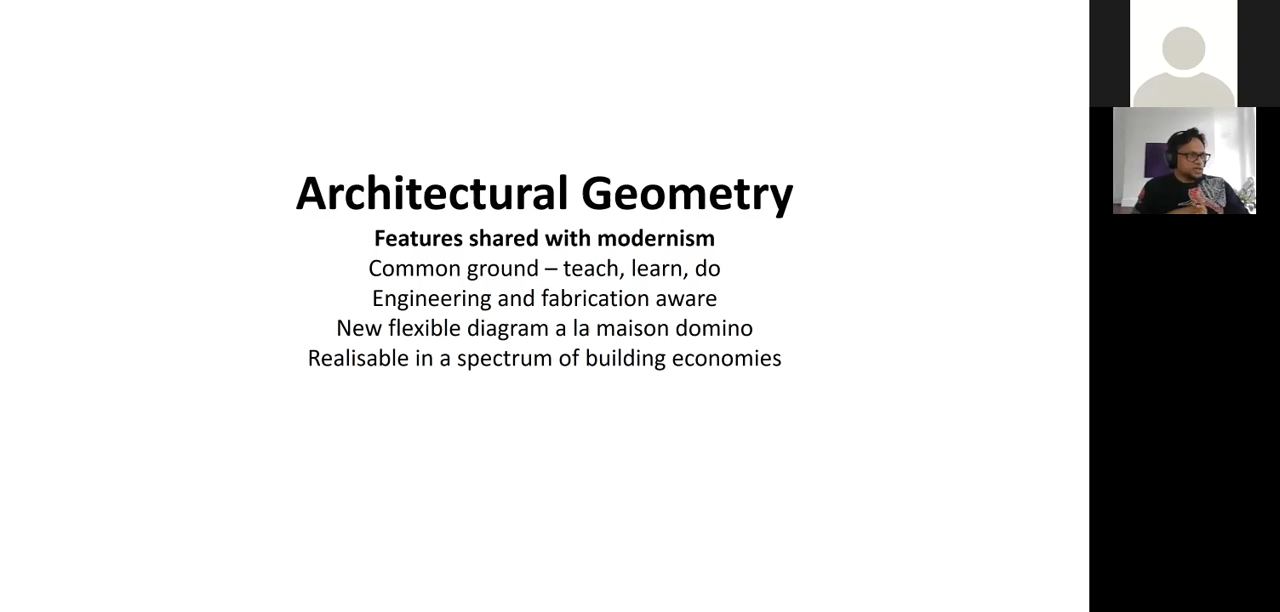 Architectural Geometry
Features shared with modernism
Common ground – teach, learn, do
Engineering and fabrication aware
New flexible diagram a la maison domino
Realisable in a spectrum of building economies